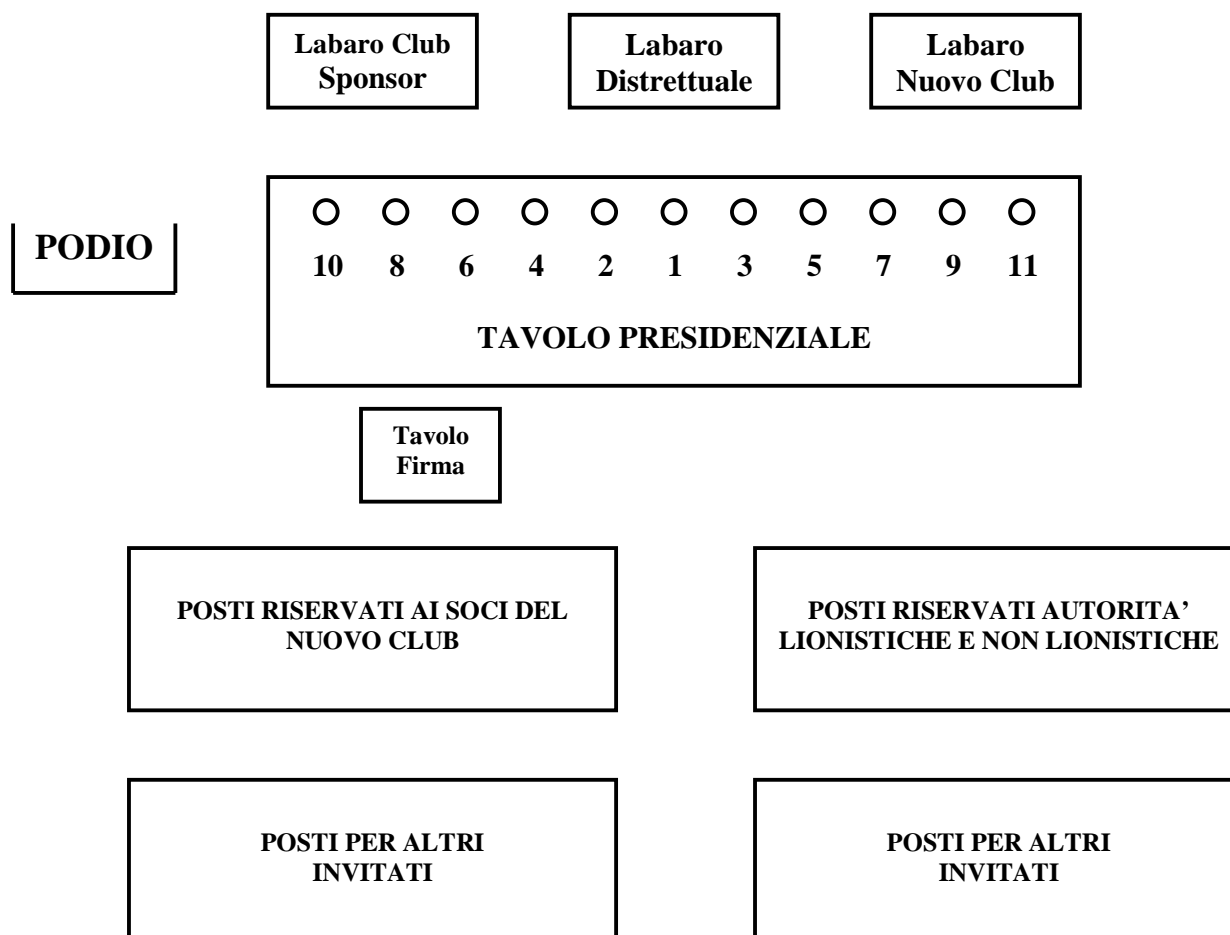 Labaro Club
Sponsor
Labaro
Distrettuale
Labaro
Nuovo Club
PODIO
10 8 6 4 2 1 3 5 7 9 11
TAVOLO PRESIDENZIALE
Tavolo
Firma
POSTI RISERVATI AI SOCI DEL
NUOVO CLUB
POSTI RISERVATI AUTORITA’
LIONISTICHE E NON LIONISTICHE
POSTI PER ALTRI
INVITATI
POSTI PER ALTRI
INVITATI